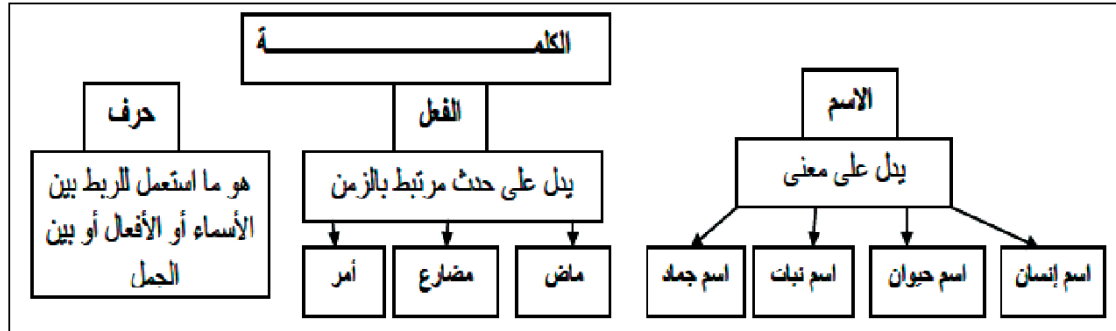 الكلمــــــــــــــــــــــــة
الاسم
الفعل
حرف
يدل على معنى
يدل على حدث مرتبط بالزمن
هو ما استعمل للربط بين
الأسماء أو الأفعال أو بين
الجمل
اسم إنسان
اسم حيوان
اسم نبات
اسم جماد
ماض
مضارع
أمر